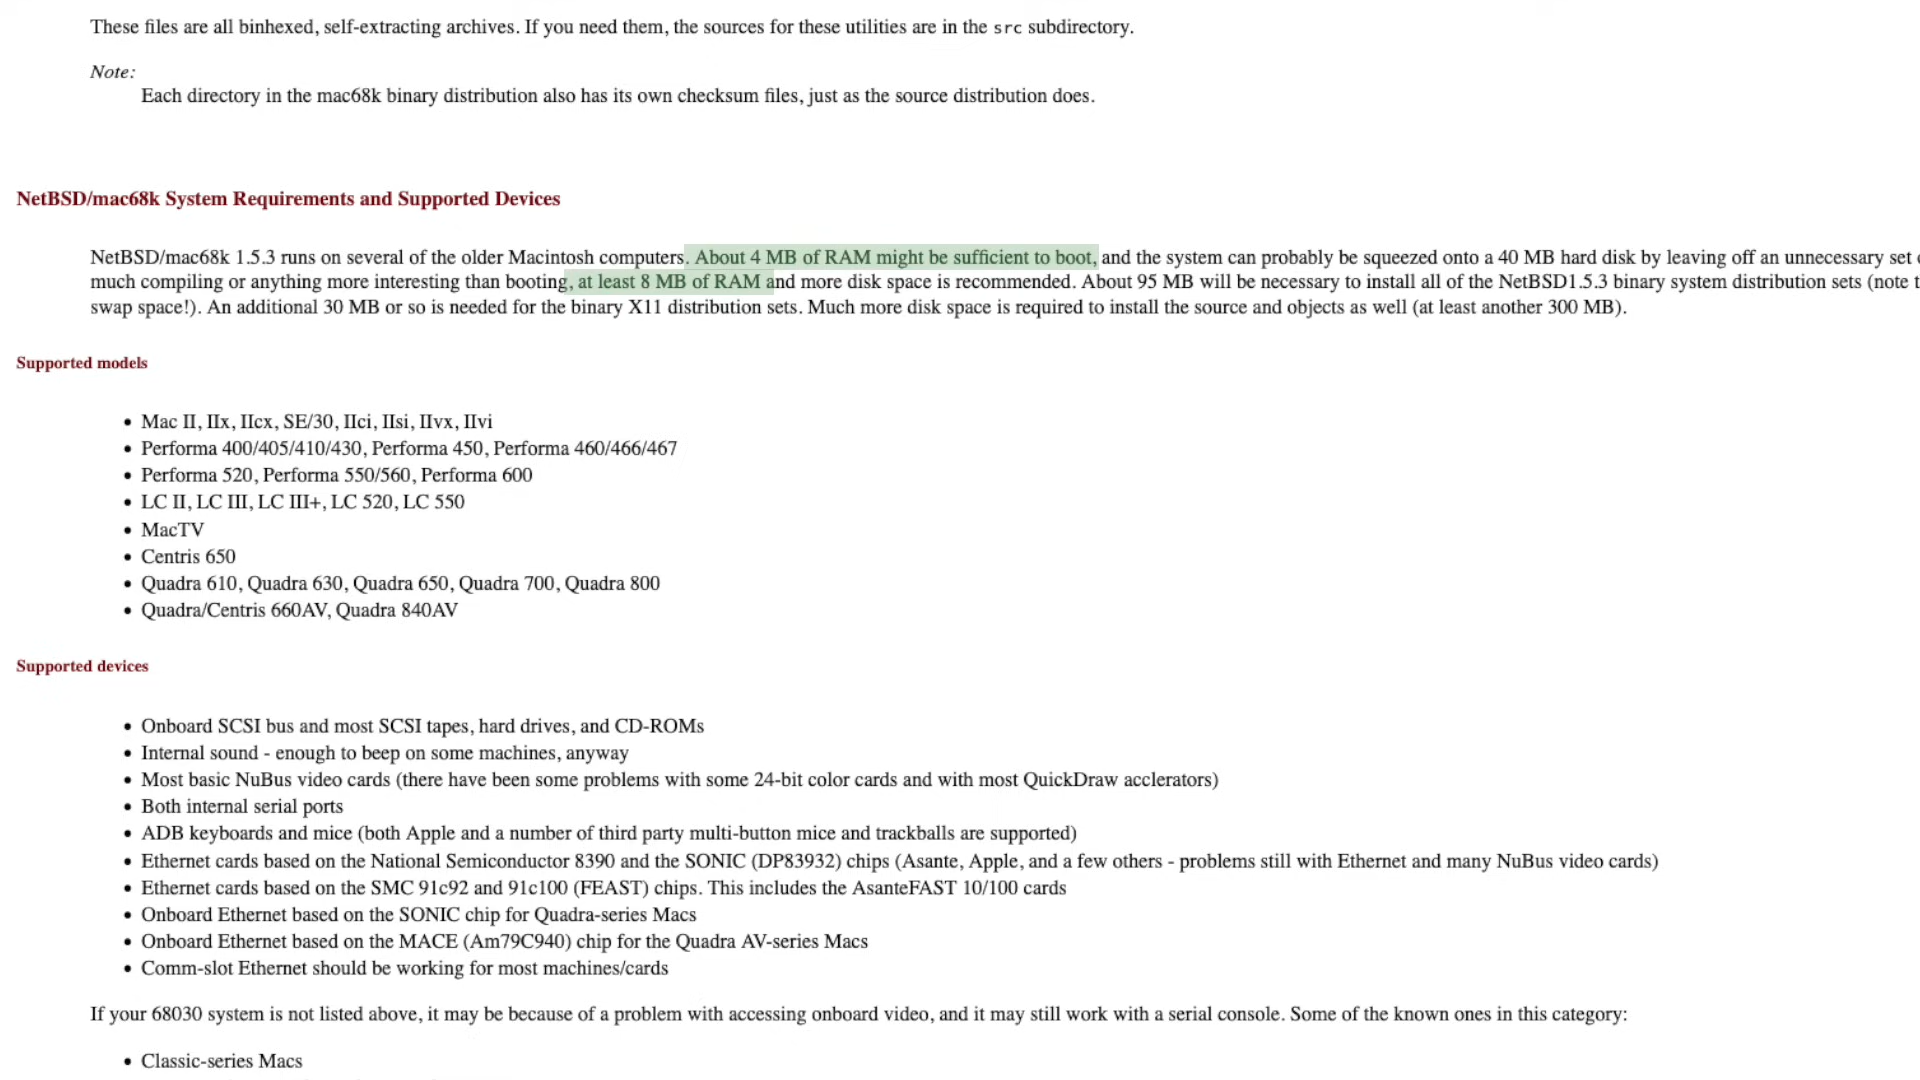 These files are all binhexed, self-extracting archives. If you need them, the sources for these utilities are in the src subdirectory.
Note:
Each directory in the mac68k binary distribution also has its own checksum files, just as the source distribution does.
NetBSD/mac68k System Requirements and Supported Devices
NetBSD/mac68k 1.5.3 runs on several of the older Macintosh computers. About 4 MB of RAM might be sufficient to boot, and the system can probably be squeezed onto a 40 MB hard disk by leaving off an unnecessary set
much compiling or anything more interesting than booting, at least 8 MB of RAM and more disk space is recommended. About 95 MB will be necessary to install all of the NetBSD1.5.3 binary system distribution sets (note
swap space!). An additional 30 MB or so is needed for the binary X11 distribution sets. Much more disk space is required to install the source and objects as well (at least another 300 MB).
Supported models
• Mac II, IIx, IIcx, SE/30, IIci, IIsi, IIvx, IIvi
• Performa 400/405/410/430, Performa 450, Performa 460/466/467
• Performa 520, Performa 550/560, Performa 600
• LC II, LC III, LC III+, LC 520, LC 550
• MacTV
• Centris 650
• Quadra 610, Quadra 630, Quadra 650, Quadra 700, Quadra 800
• Quadra/Centris 660AV, Quadra 840AV
Supported devices
• Onboard SCSI bus and most SCSI tapes, hard drives, and CD-ROMs
• Internal sound - enough to beep on some machines, anyway
• Most basic NuBus video cards (there have been some problems with some 24-bit color cards and with most QuickDraw acclerators)
• Both internal serial ports
• ADB keyboards and mice (both Apple and a number of third party multi-button mice and trackballs are supported)
• Ethernet cards based on the National Semiconductor 8390 and the SONIC (DP83932) chips (Asante, Apple, and a few others - problems still with Ethernet and many NuBus video cards)
• Ethernet cards based on the SMC 91c92 and 91c100 (FEAST) chips. This includes the AsanteFAST 10/100 cards
• Onboard Ethernet based on the SONIC chip for Quadra-series Macs
• Onboard Ethernet based on the MACE (Am79C940) chip for the Quadra AV-series Macs
• Comm-slot Ethernet should be working for most machines/cards
If your 68030 system is not listed above, it may be because of a problem with accessing onboard video, and it may still work with a serial console. Some of the known ones in this category:
• Classic-series Macs